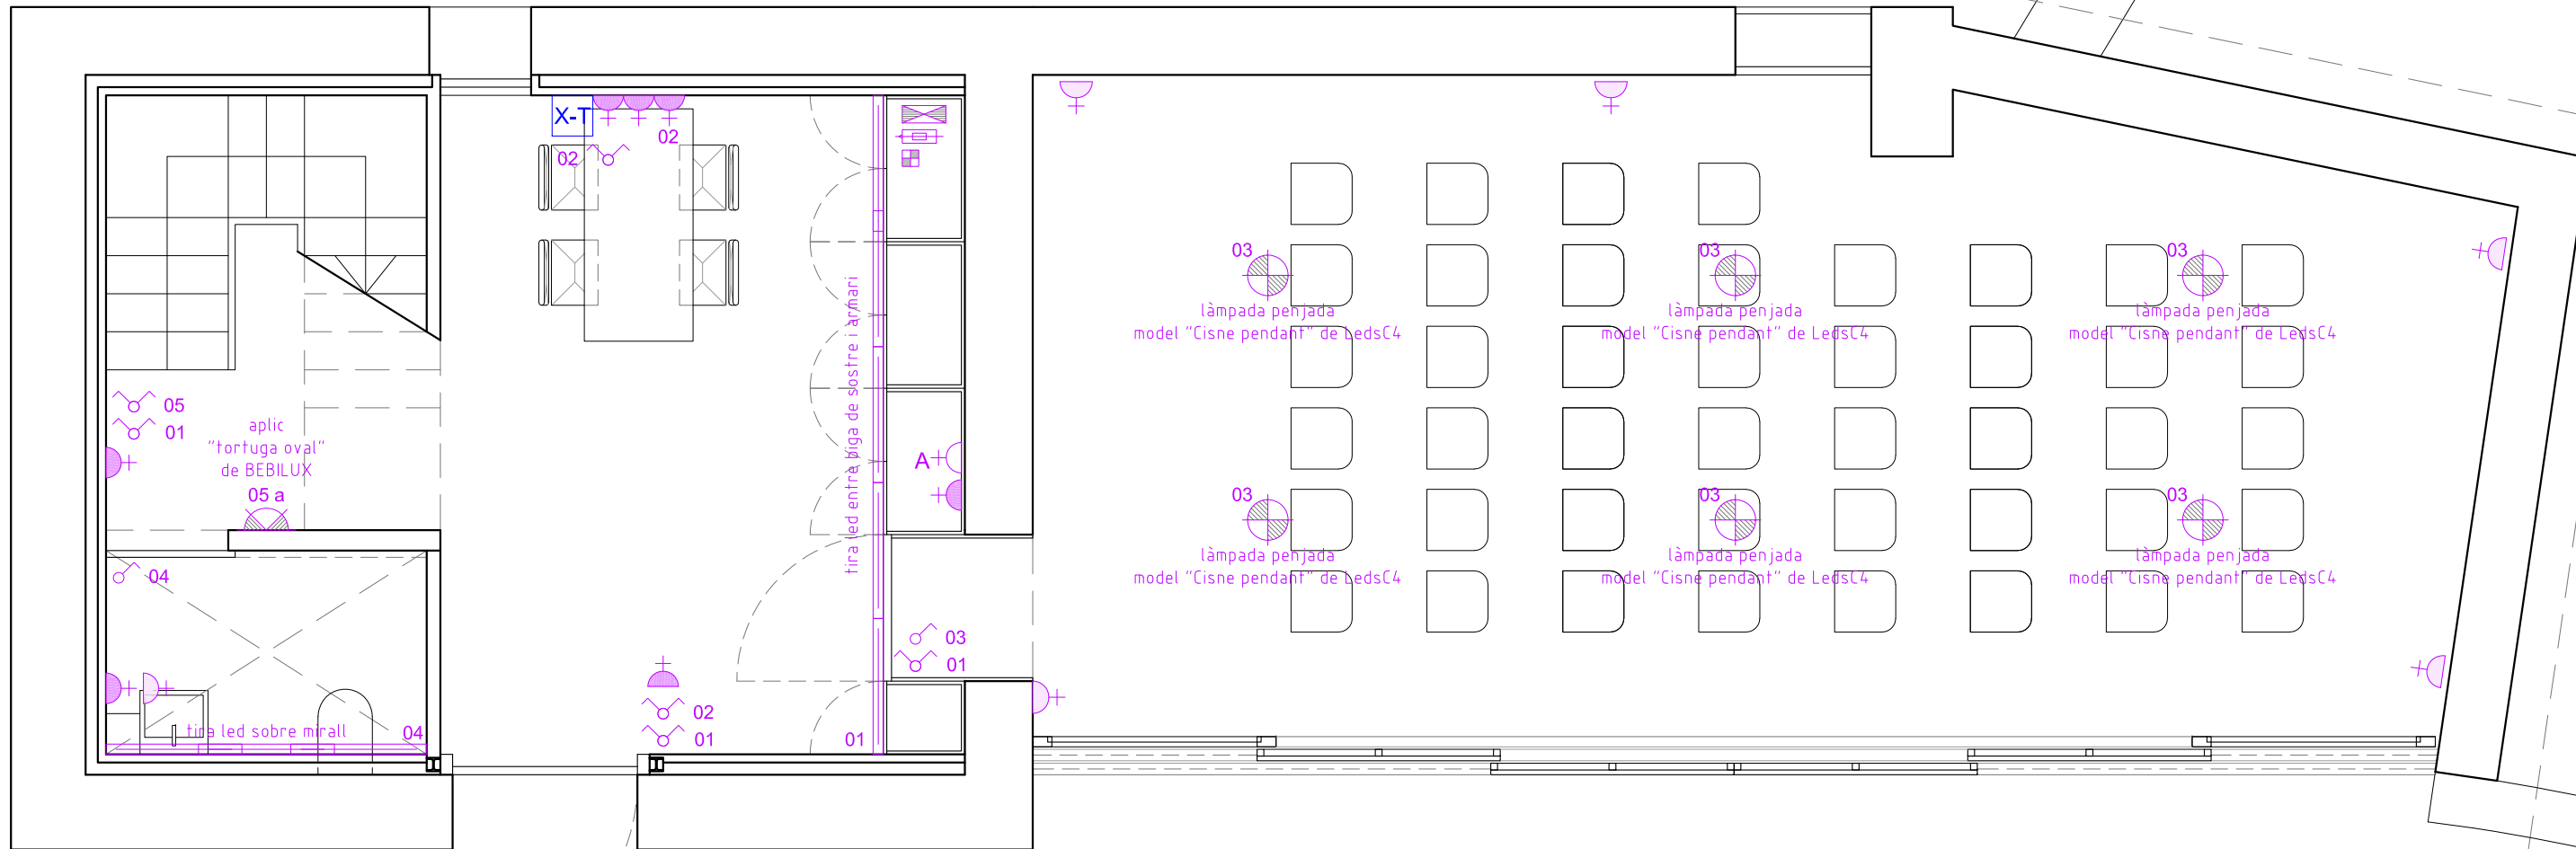 X-T
02
02
tira led entre biga de sostre i armari
05
01
aplic
"tortuga oval"
de BEBILUX
05 a
04
tira led sobre mirall
04
A
03
01
02
01
01
03
làmpada penjada
model "Cisne pendant" de LedsC4
03
làmpada penjada
model "Cisne pendant" de LedsC4
03
làmpada penjada
model "Cisne pendant" de LedsC4
03
làmpada penjada
model "Cisne pendant" de LedsC4
03
làmpada penjada
model "Cisne pendant" de LedsC4
03
làmpada penjada
model "Cisne pendant" de LedsC4